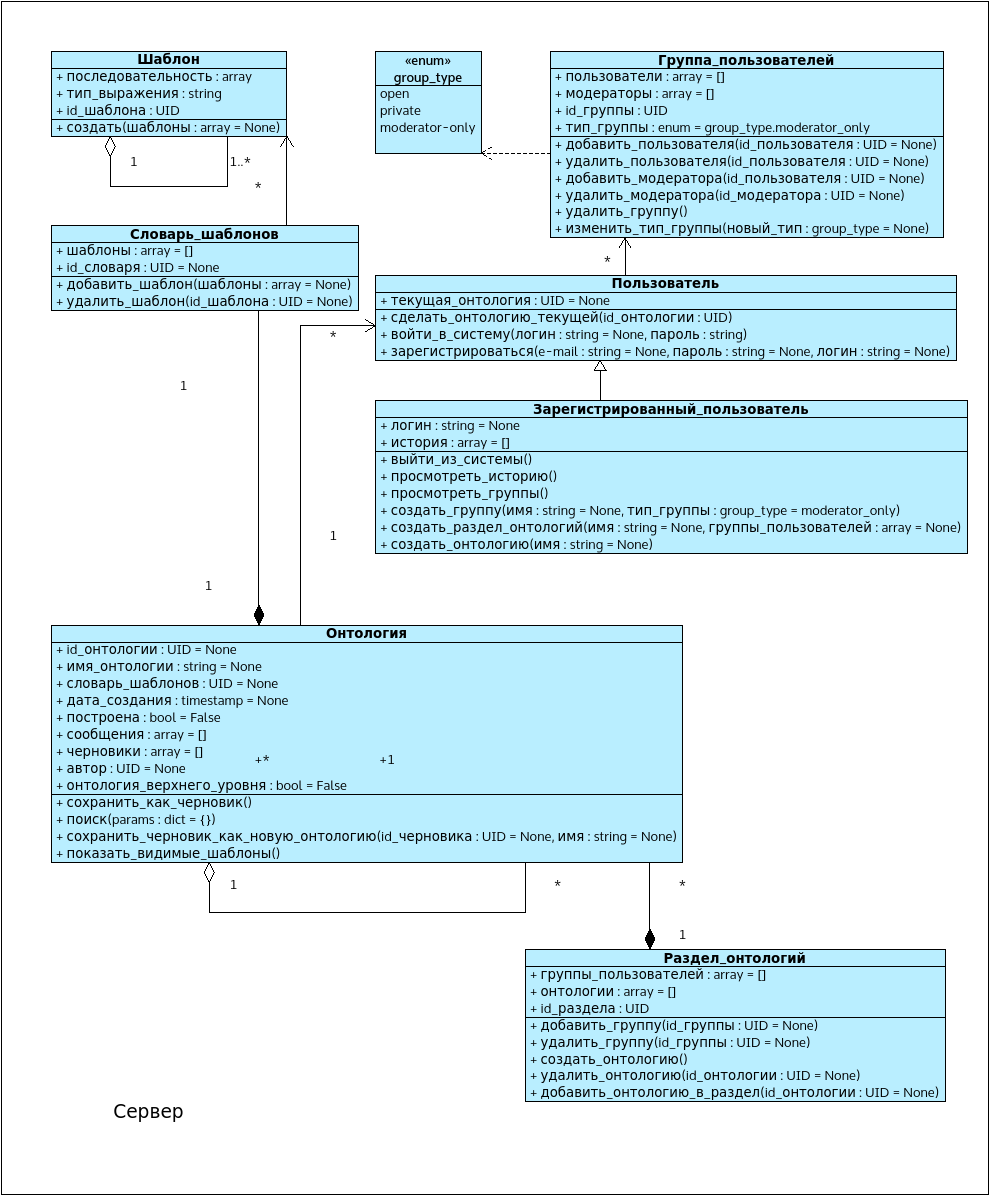 Шаблон
+ последовательность : array
+ тип_выражения : string
+ id_шаблона : UID
+ создать(шаблоны : array = None)
1
1..*
*
«enum»
group_type
open
private
moderator-only
Группа_пользователей
+ пользователи : array = []
+ модераторы : array = []
+ id_группы : UID
+ тип_группы : enum = group_type.moderator_only
+ добавить_пользователя(id_пользователя : UID = None)
+ удалить_пользователя(id_пользователя : UID = None)
+ добавить_модератора(id_пользователя : UID = None)
+ удалить_модератора(id_модератора : UID = None)
+ удалить_группу()
+ изменить_тип_группы(новый_тип : group_type = None)
*
Словарь_шаблонов
+ шаблоны : array = []
+ id_словаря : UID = None
+ добавить_шаблон(шаблоны : array = None)
+ удалить_шаблон(id_шаблона : UID = None)
Пользователь
+ текущая_онтология : UID = None
+ сделать_онтологию_текущей(id_онтологии : UID)
+ войти_в_систему(логин : string = None, пароль : string)
+ зарегистрироваться(e-mail : string = None, пароль : string = None, логин : string = None)
*
1
Зарегистрированный_пользователь
+ логин : string = None
+ история : array = []
+ выйти_из_системы()
+ просмотреть_историю()
+ просмотреть_группы()
+ создать_группу(имя : string = None, тип_группы : group_type = moderator_only)
+ создать_раздел_онтологий(имя : string = None, группы_пользователей : array = None)
+ создать_онтологию(имя : string = None)
1
1
Онтология
+ id_онтологии : UID = None
+ имя_онтологии : string = None
+ словарь_шаблонов : UID = None
+ дата_создания : timestamp = None
+ построена : bool = False
+ сообщения : array = []
+ черновики : array = []
+* +1
+ автор : UID = None
+ онтология_верхнего_уровня : bool = False
+ сохранить_как_черновик()
+ поиск(params : dict = {})
+ сохранить_черновик_как_новую_онтологию(id_черновика : UID = None, имя : string = None)
+ показать_видимые_шаблоны()
1
*
*
1
Раздел_онтологий
+ группы_пользователей : array = []
+ онтологии : array = []
+ id_раздела : UID
+ добавить_группу(id_группы : UID = None)
+ удалить_группу(id_группы : UID = None)
+ создать_онтологию()
+ удалить_онтологию(id_онтологии : UID = None)
+ добавить_онтологию_в_раздел(id_онтологии : UID = None)
Сервер